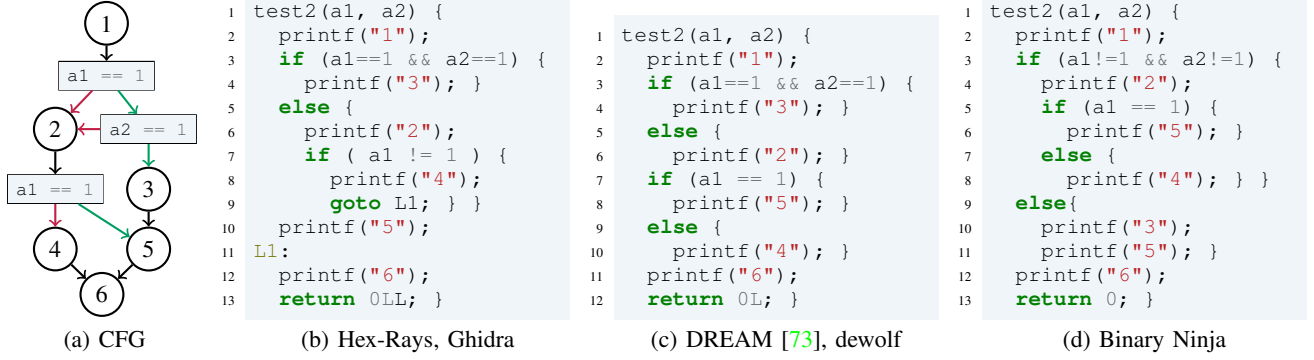 1
a1 == 1
2
a2 == 1
a1 == 1
3
4
5
6
(a) CFG
1 test2(a1, a2) {
2 printf("1");
3 if (a1==1 && a2==1) {
4 printf("3"); }
5 else {
6 printf("2");
7 if ( a1 != 1 ) {
8 printf("4");
9 goto L1; } }
10 printf("5");
11 L1:
12 printf("6");
13 return 0LL; }
(b) Hex-Rays, Ghidra
1 test2(a1, a2) {
2 printf("1");
3 if (a1==1 && a2==1) {
4 printf("3"); }
5 else {
6 printf("2"); }
7 if (a1 == 1) {
8 printf("5"); }
9 else {
10 printf("4"); }
11 printf("6");
12 return 0L; }
(c) DREAM [73], dewolf
1 test2(a1, a2) {
2 printf("1");
3 if (a1!=1 && a2!=1) {
4 printf("2");
5 if (a1 == 1) {
6 printf("5"); }
7 else {
8 printf("4"); } }
9 else{
10 printf("3");
11 printf("5"); }
12 printf("6");
13 return 0; }
(d) Binary Ninja